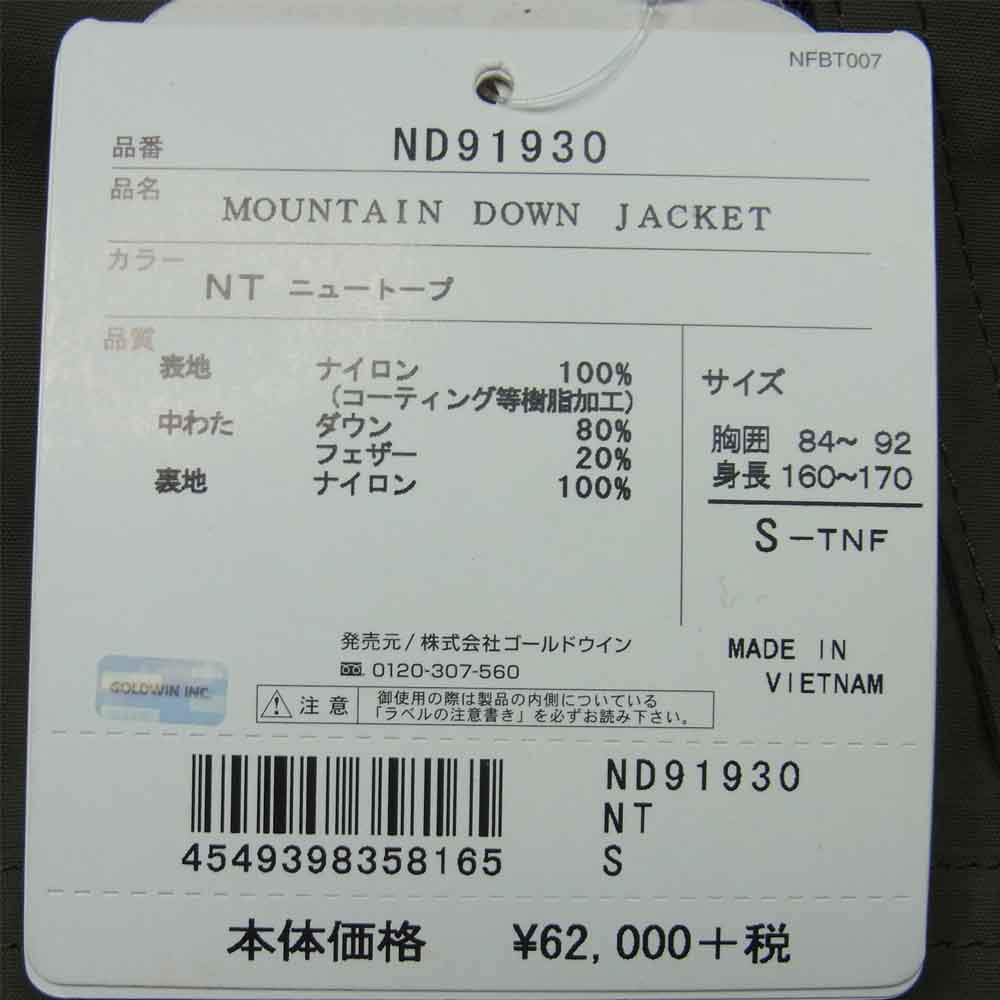 NFBT007
品番 ND91930
品名 MOUNTAIN DOWN JACKET
カラー NT ニュートープ
品質
表地 ナイロン 100%
(コーティング等樹脂加工)
中わた ダウン 80%
フェザー 20%
裏地 ナイロン 100%
サイズ
胸囲 84~ 92
身長 160~170
S-TNF
MADE IN
VIETNAM
発売元/株式会社ゴールドウイン
0120-307-560
GOLDWIN INC.
注意 御使用の際は製品の内側についている
「ラベルの注意書き」を必ずお読み下さい。
4549398358165
ND91930
NT
S
本体価格 ¥62,000+税